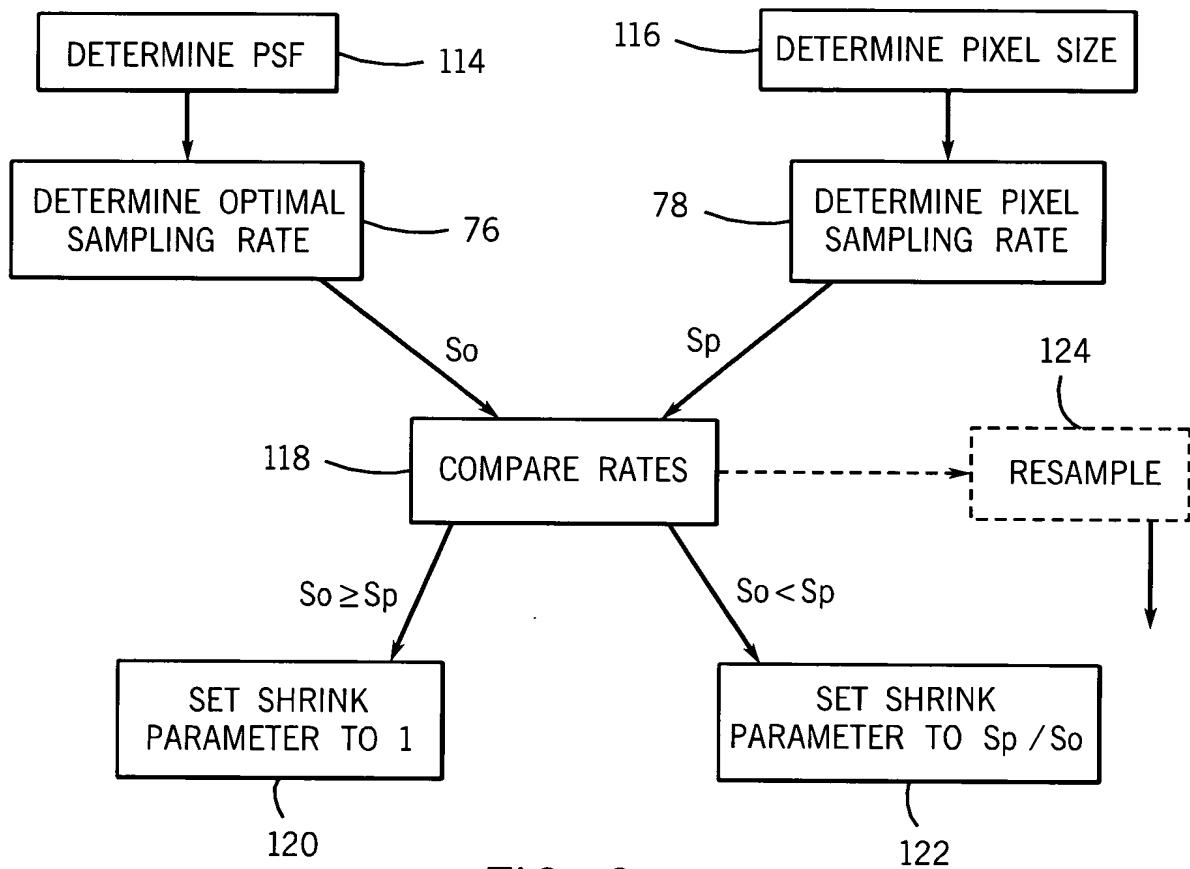 DETERMINE PSF
114
116
DETERMINE PIXEL SIZE
DETERMINE OPTIMAL
SAMPLING RATE
76
78
DETERMINE PIXEL
SAMPLING RATE
So
Sp
124
118
COMPARE RATES
RESAMPLE
So ≥ Sp
So < Sp
SET SHRINK
PARAMETER TO 1
SET SHRINK
PARAMETER TO Sp / So
120
122